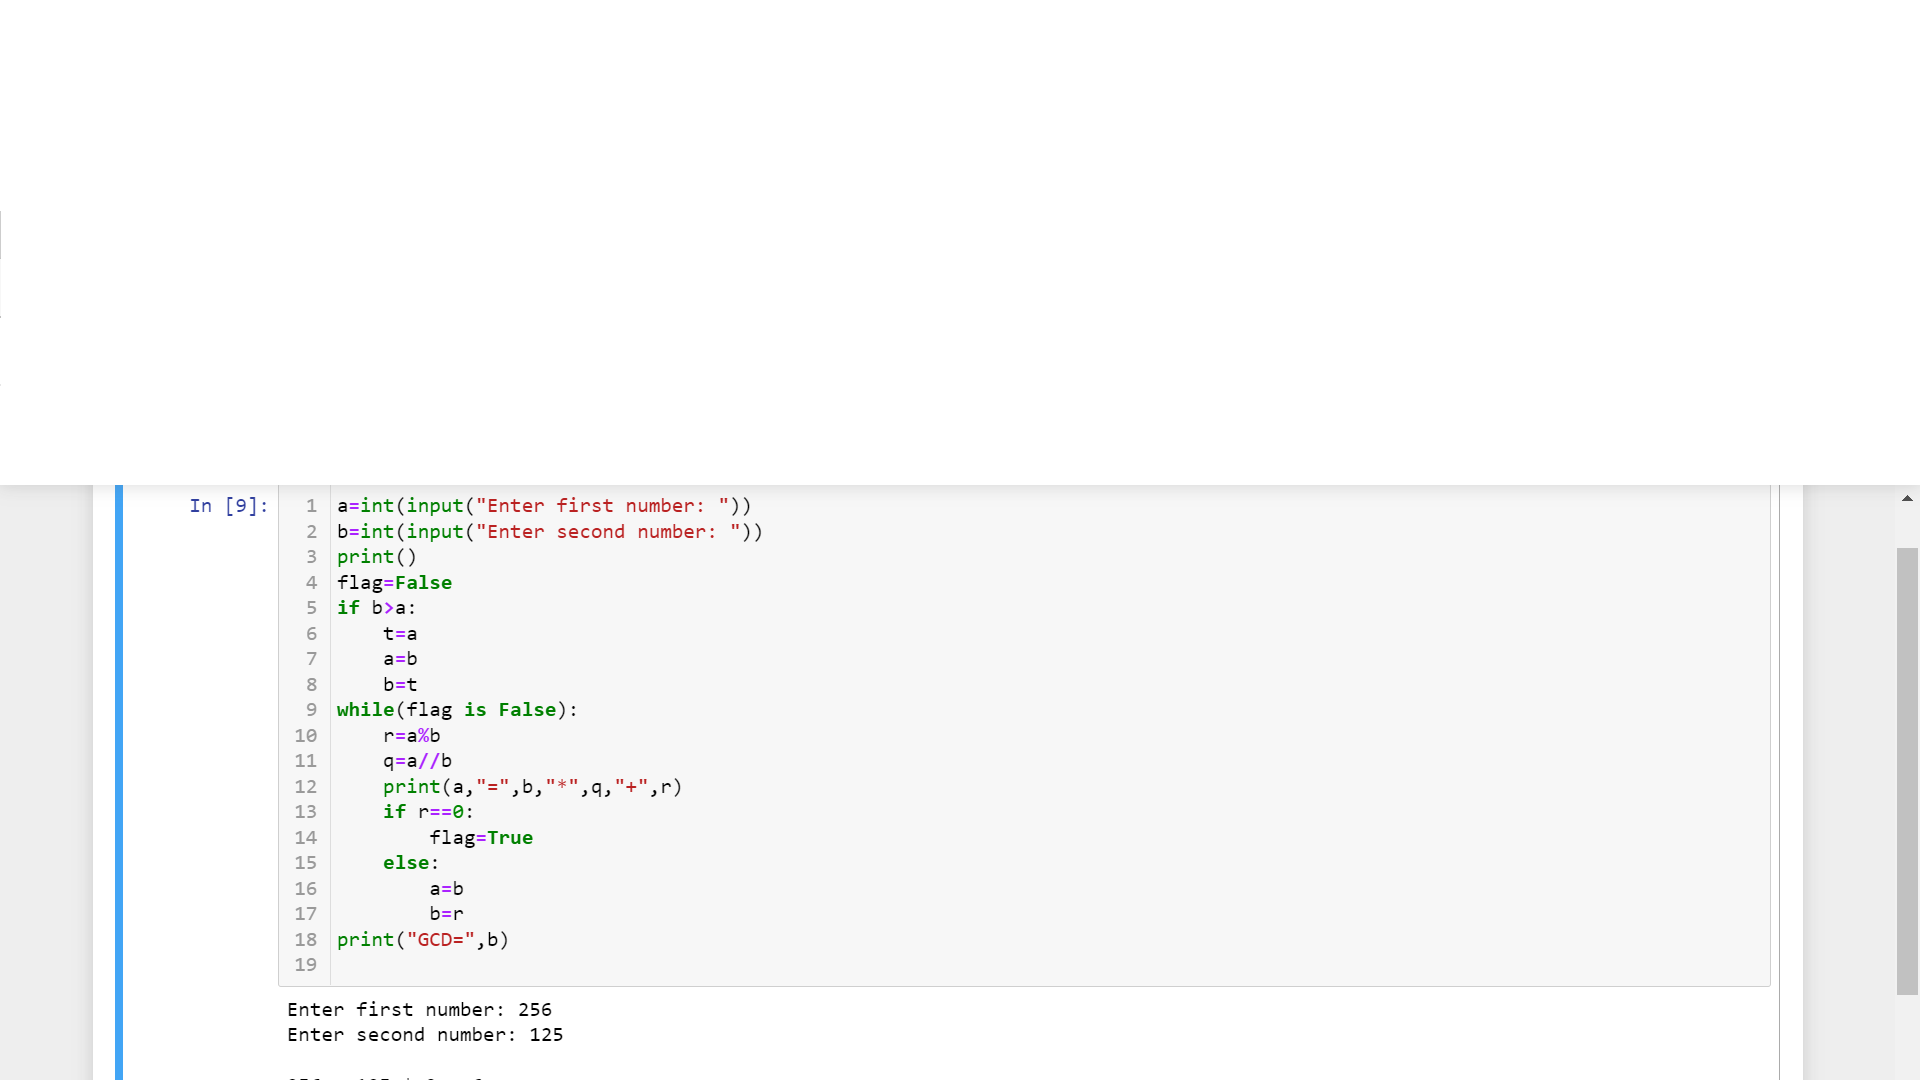 In [9]:
1 a=int(input("Enter first number: "))
2 b=int(input("Enter second number: "))
3 print()
4 flag=False
5 if b>a:
6     t=a
7     a=b
8     b=t
9 while(flag is False):
10     r=a%b
11     q=a//b
12     print(a,"=",b,"*",q,"+",r)
13     if r==0:
14         flag=True
15     else:
16         a=b
17         b=r
18 print("GCD=",b)
19
Enter first number: 256
Enter second number: 125